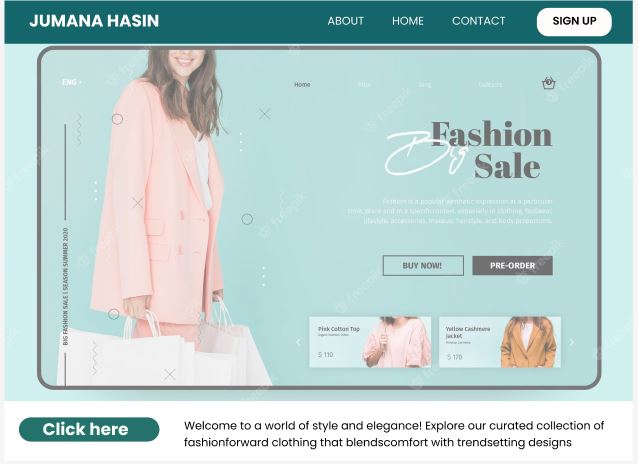 JUMANA HASIN
ABOUT HOME CONTACT SIGN UP
ENG
Home Price Blog Contacts
Big Fashion
Sale
Fashion is a popular aesthetic expression at a particular
time, place and in a specific context, especially in clothing, footwear,
lifestyle, accessories, makeup, hairstyle, and body proportions.
BUY NOW! PRE-ORDER
BIG FASHION SALE | SEASON SUMMER 2020
Pink Cotton Top
$ 110
Yellow Cashmere
Jacket
$ 170
Click here
Welcome to a world of style and elegance! Explore our curated collection of
fashionforward clothing that blendscomfort with trendsetting designs